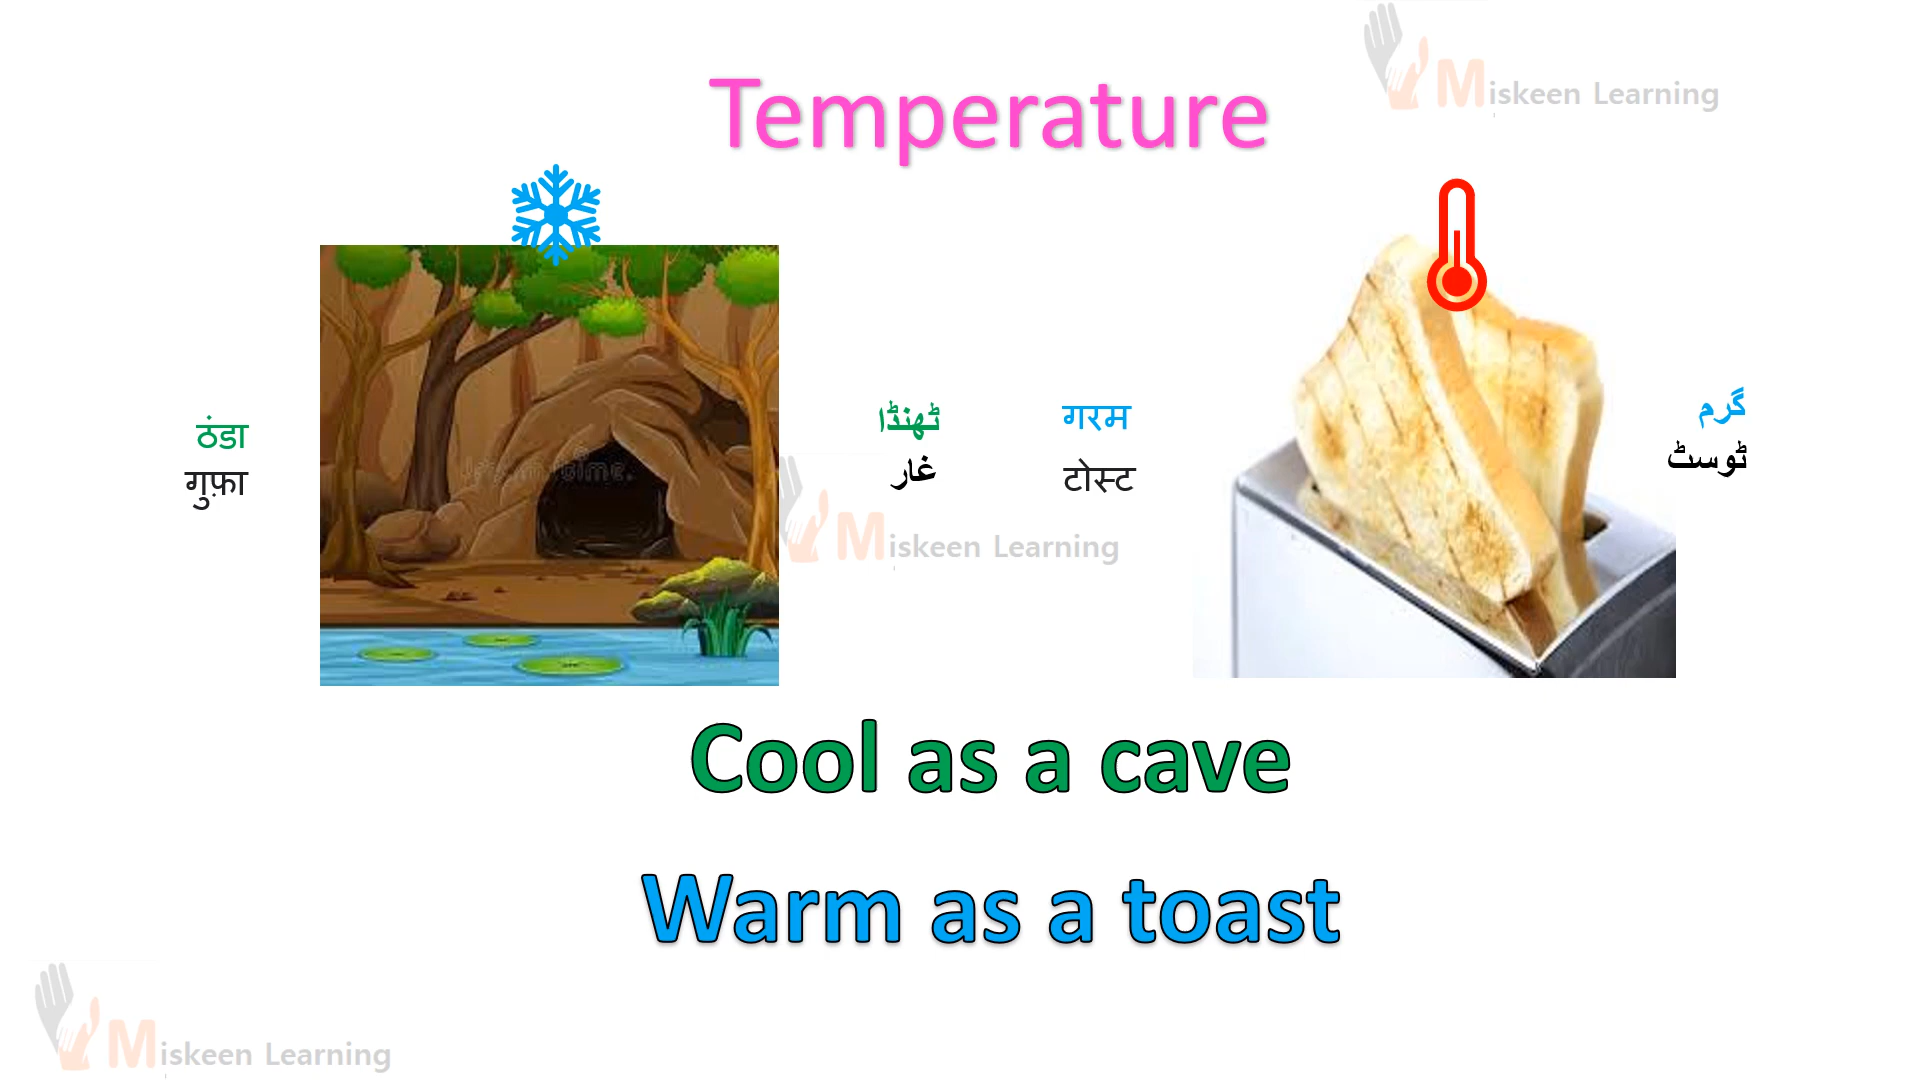 Miskeen Learning
Temperature
ठंडा
गुफ़ा
ٹھنڈا
غار
गरम
टोस्ट
گرم
ٹوسٹ
Miskeen Learning
Cool as a cave
Warm as a toast
Miskeen Learning